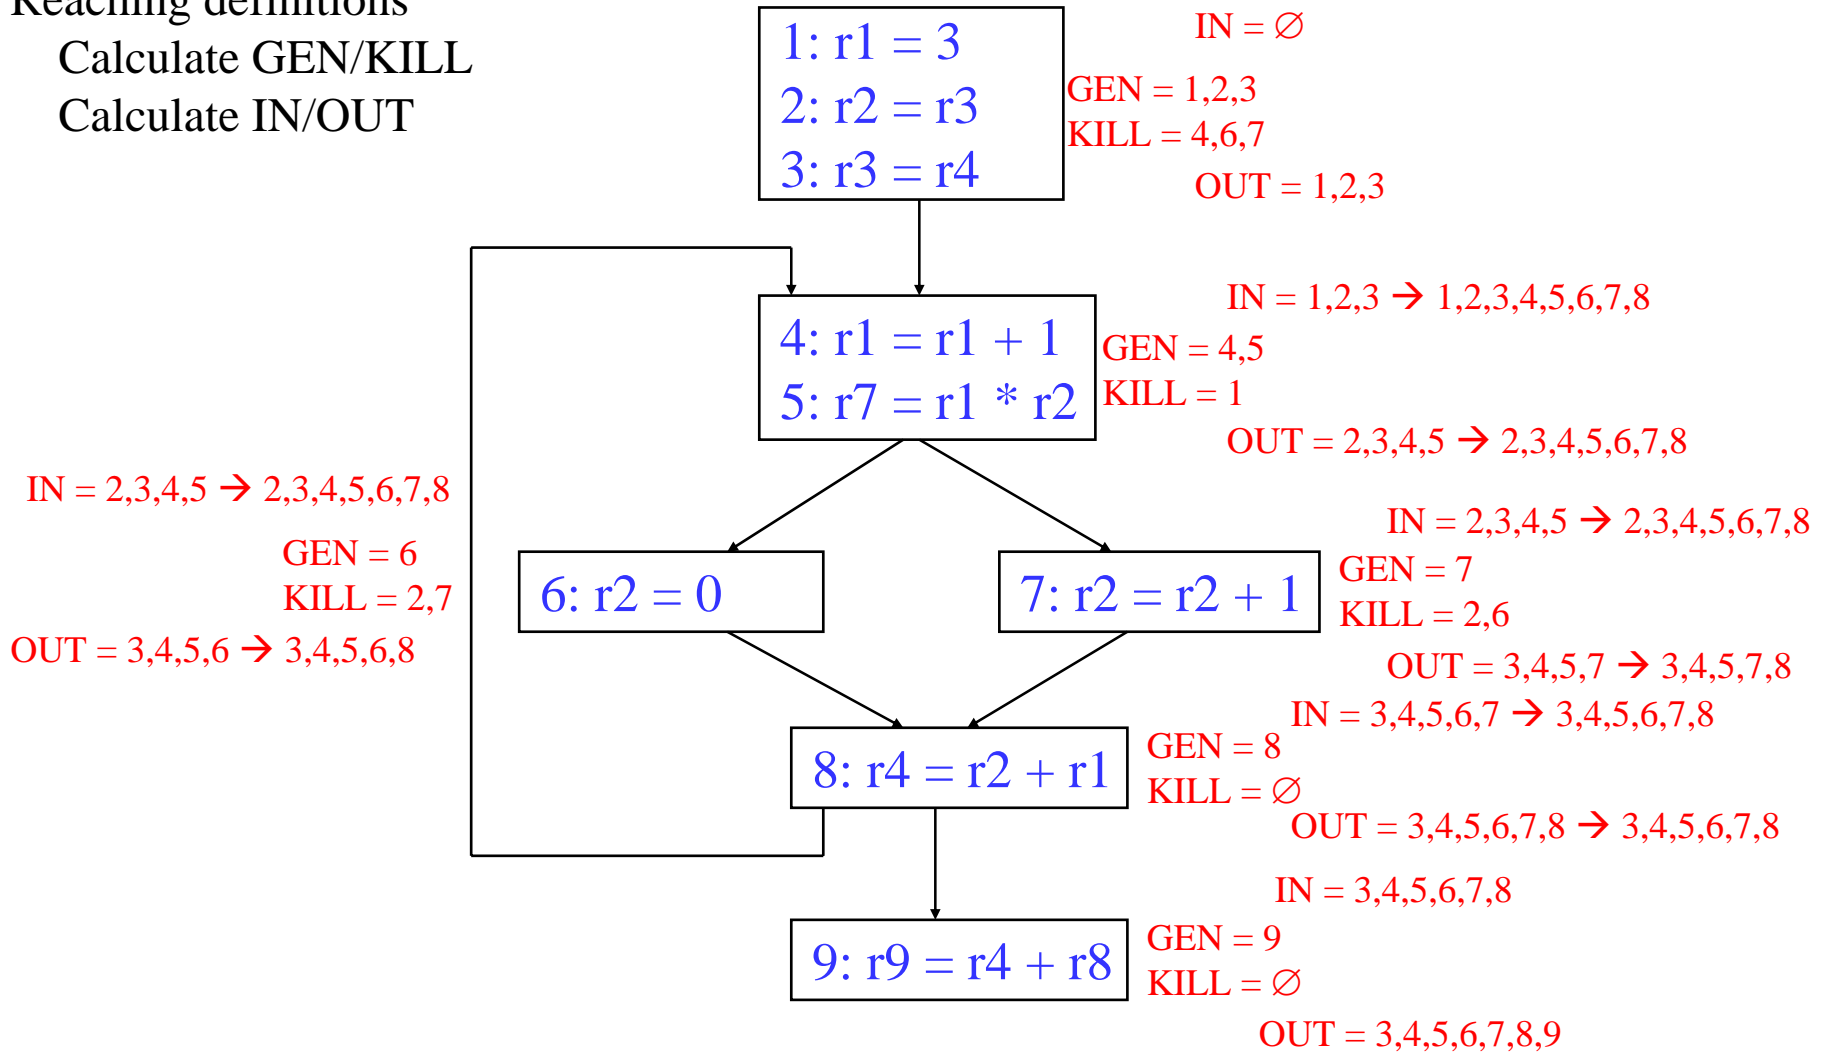 Reaching definitions
Calculate GEN/KILL
Calculate IN/OUT
1: r1 = 3
2: r2 = r3
3: r3 = r4
IN = ∅
GEN = 1,2,3
KILL = 4,6,7
OUT = 1,2,3
4: r1 = r1 + 1
5: r7 = r1 * r2
IN = 1,2,3 → 1,2,3,4,5,6,7,8
GEN = 4,5
KILL = 1
OUT = 2,3,4,5 → 2,3,4,5,6,7,8
IN = 2,3,4,5 → 2,3,4,5,6,7,8
GEN = 6
KILL = 2,7
OUT = 3,4,5,6 → 3,4,5,6,8
6: r2 = 0
7: r2 = r2 + 1
IN = 2,3,4,5 → 2,3,4,5,6,7,8
GEN = 7
KILL = 2,6
OUT = 3,4,5,7 → 3,4,5,7,8
8: r4 = r2 + r1
IN = 3,4,5,6,7 → 3,4,5,6,7,8
GEN = 8
KILL = ∅
OUT = 3,4,5,6,7,8 → 3,4,5,6,7,8
9: r9 = r4 + r8
IN = 3,4,5,6,7,8
GEN = 9
KILL = ∅
OUT = 3,4,5,6,7,8,9